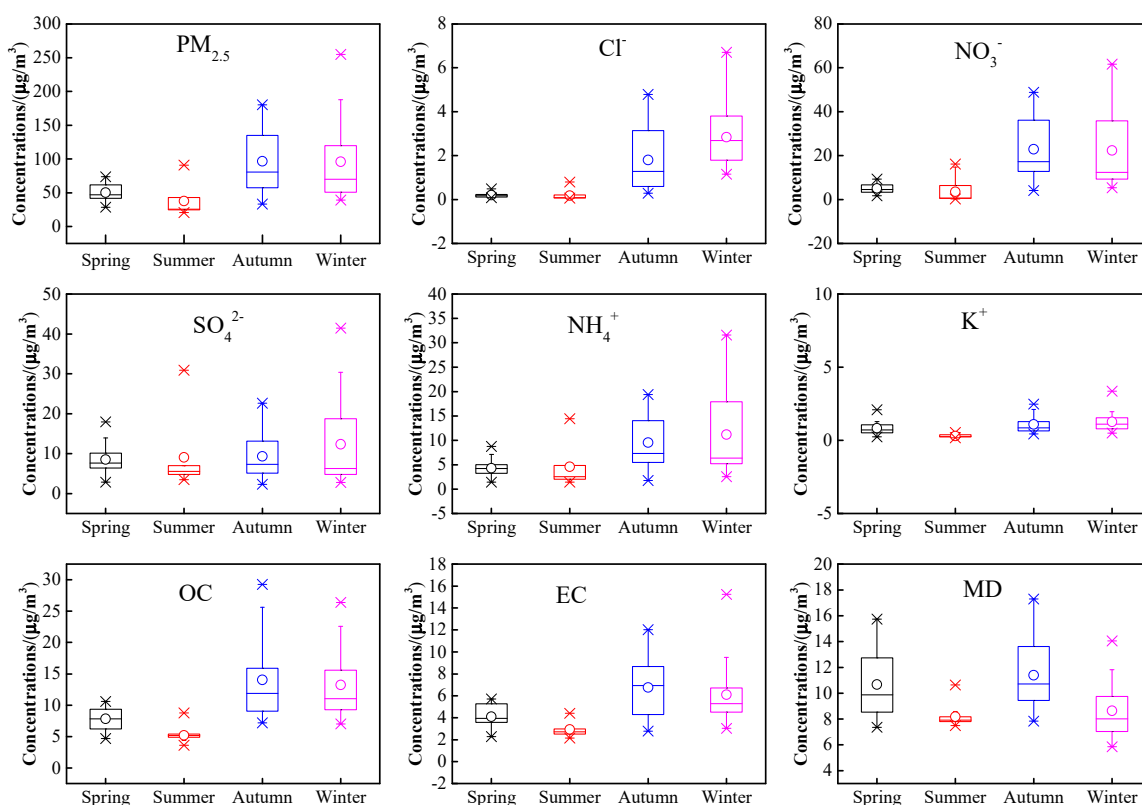 PM2.5
Concentrations/(μg/m³)
300
250
200
150
100
50
0
Spring Summer Autumn Winter
Cl⁻
Concentrations/(μg/m³)
8
6
4
2
0
-2
Spring Summer Autumn Winter
NO₃⁻
Concentrations/(μg/m³)
80
60
40
20
0
-20
Spring Summer Autumn Winter
SO₄²⁻
Concentrations/(μg/m³)
50
40
30
20
10
0
Spring Summer Autumn Winter
NH₄⁺
Concentrations/(μg/m³)
40
35
30
25
20
15
10
5
0
-5
Spring Summer Autumn Winter
K⁺
Concentrations/(μg/m³)
10
5
0
-5
Spring Summer Autumn Winter
OC
Concentrations/(μg/m³)
30
25
20
15
10
5
0
Spring Summer Autumn Winter
EC
Concentrations/(μg/m³)
18
16
14
12
10
8
6
4
2
0
-2
Spring Summer Autumn Winter
MD
Concentrations/(μg/m³)
20
18
16
14
12
10
8
6
4
Spring Summer Autumn Winter